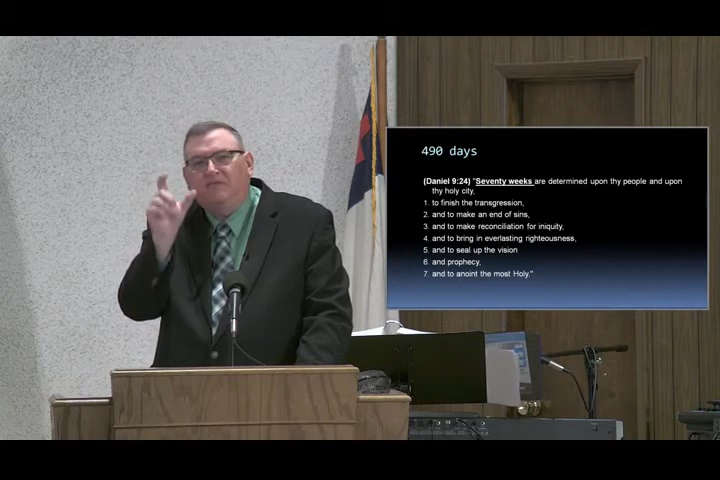 490 days
(Daniel 9:24) "Seventy weeks are determined upon thy people and upon
thy holy city,
1. to finish the transgression,
2. and to make an end of sins,
3. and to make reconciliation for iniquity,
4. and to bring in everlasting righteousness,
5. and to seal up the vision
6. and prophecy,
7. and to anoint the most Holy."